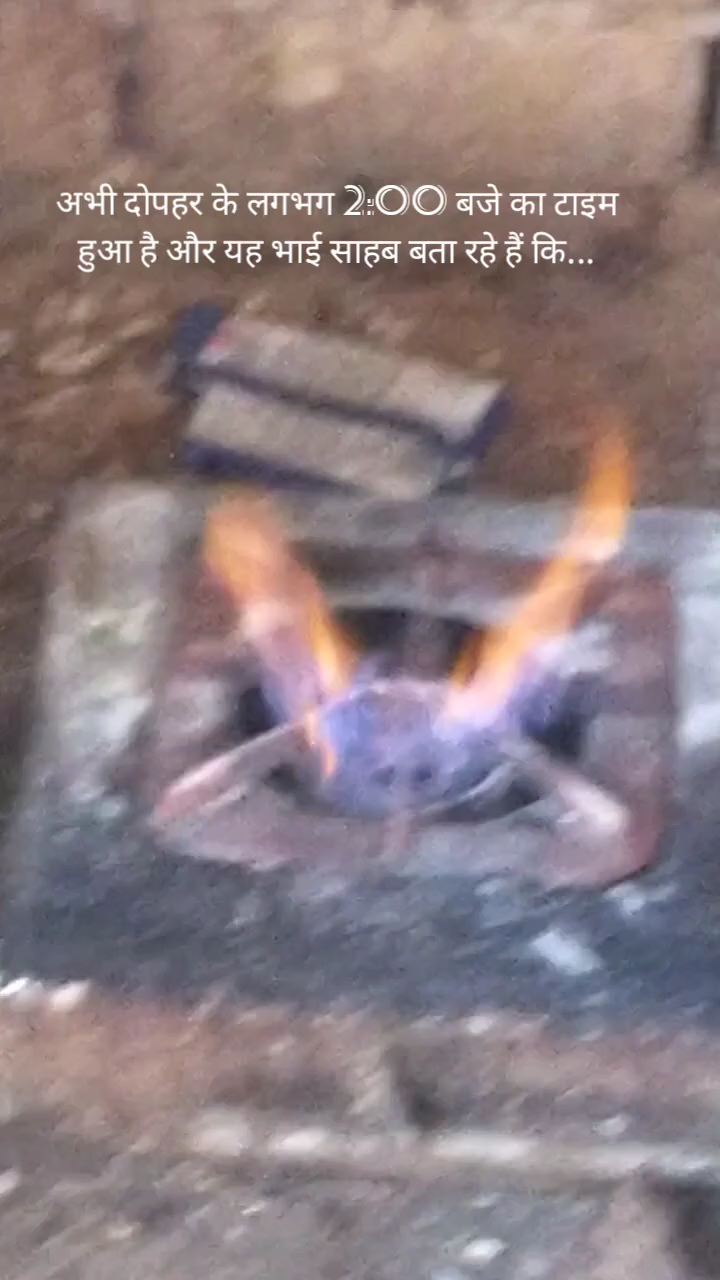 अभी दोपहर के लगभग 2:00 बजे का टाइम
हुआ है और यह भाई साहब बता रहे हैं कि...